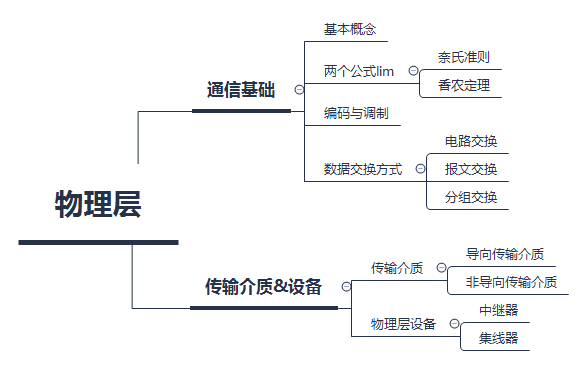 物理层
通信基础
基本概念
两个公式lim
奈氏准则
香农定理
编码与调制
数据交换方式
电路交换
报文交换
分组交换
传输介质&设备
传输介质
导向传输介质
非导向传输介质
物理层设备
中继器
集线器